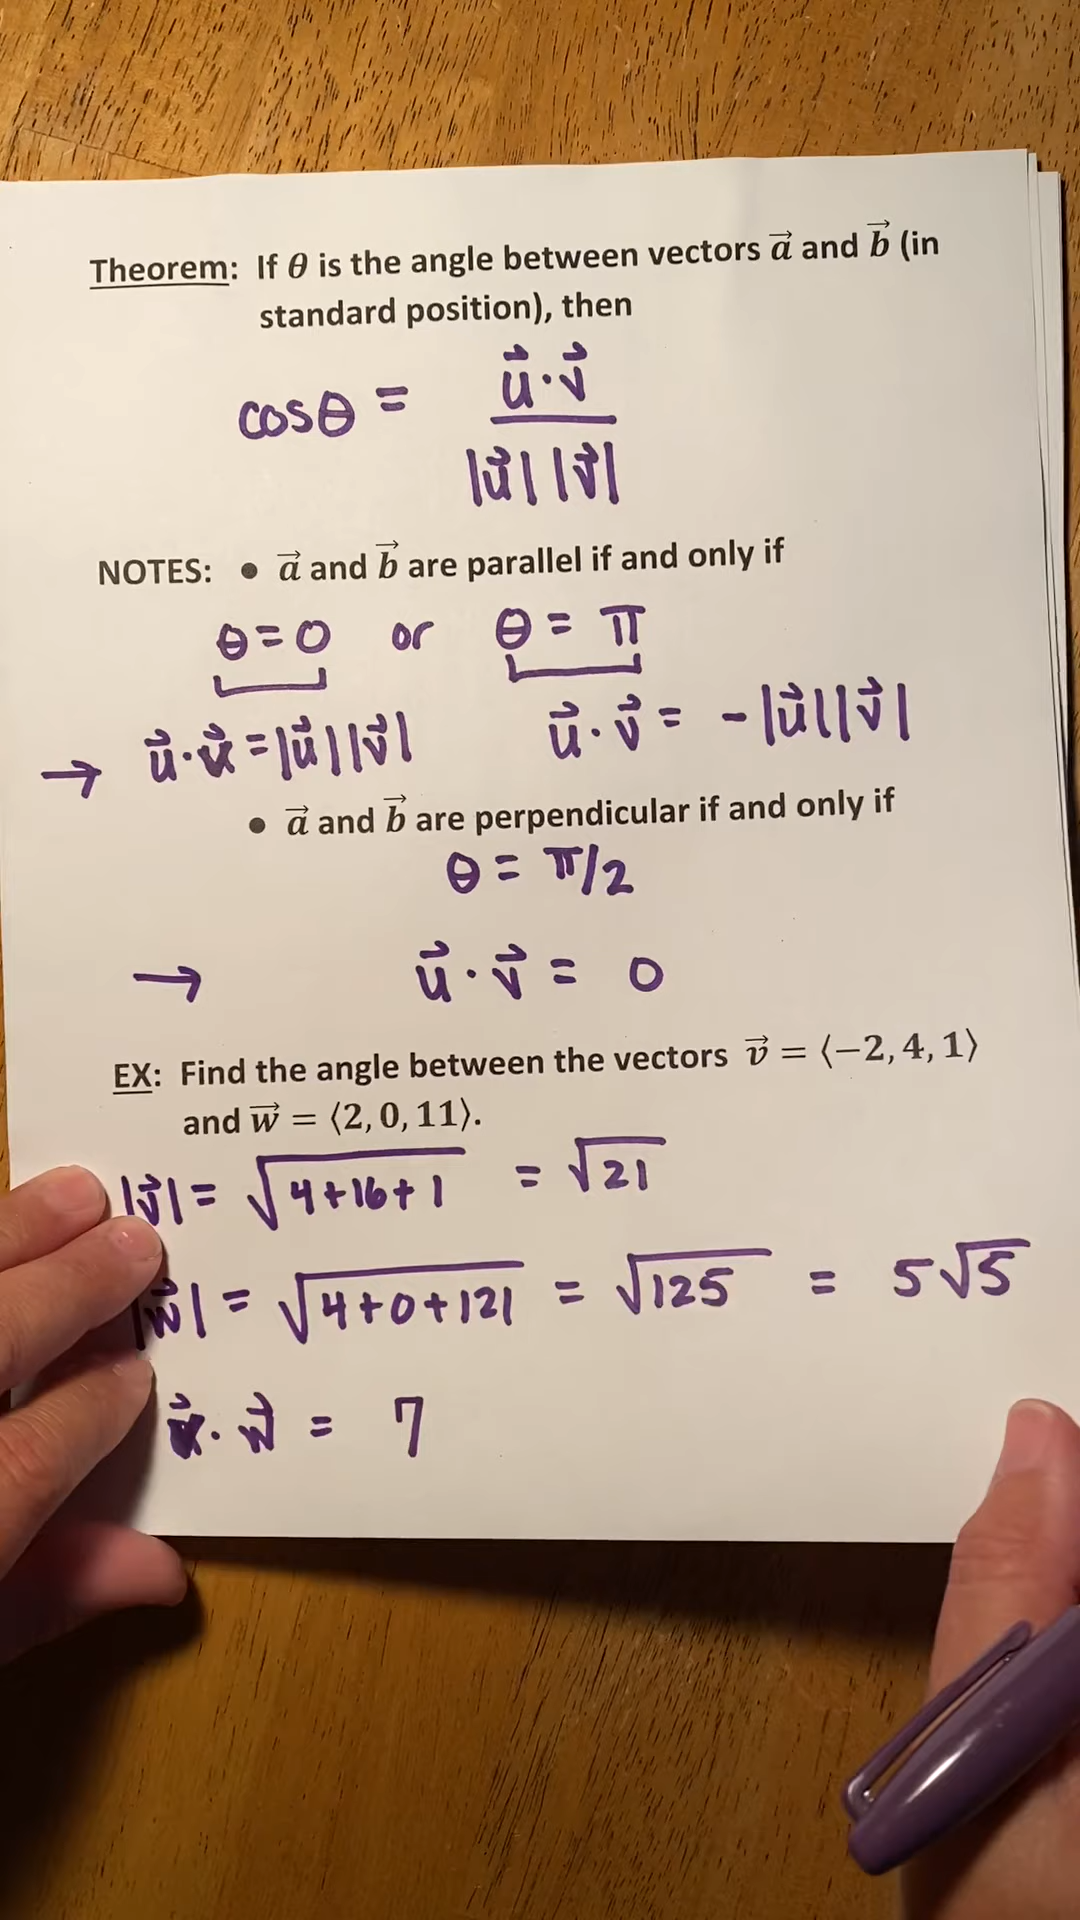 Theorem: If θ is the angle between vectors a⃗ and b⃗ (in
standard position), then
cosθ = u⃗·v⃗ / |u⃗| |v⃗|
NOTES: • a⃗ and b⃗ are parallel if and only if
θ=0 or θ = π
→ u⃗· =|u⃗||v⃗| u⃗·v⃗ = -|u⃗||v⃗|
• a⃗ and b⃗ are perpendicular if and only if
θ = π/2
→ u⃗·v⃗ = 0
EX: Find the angle between the vectors v⃗ = ⟨−2, 4, 1⟩
and w⃗ = ⟨2, 0, 11⟩.
|v⃗| = √(4+16+1) = √21
|w⃗| = √(4+0+121) = √125 = 5√5
· w⃗ = 7